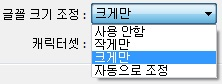 글꼴 크기 조정: 크게만
사용 안함
작게만
캐릭터셋: 크게만
자동으로 조정